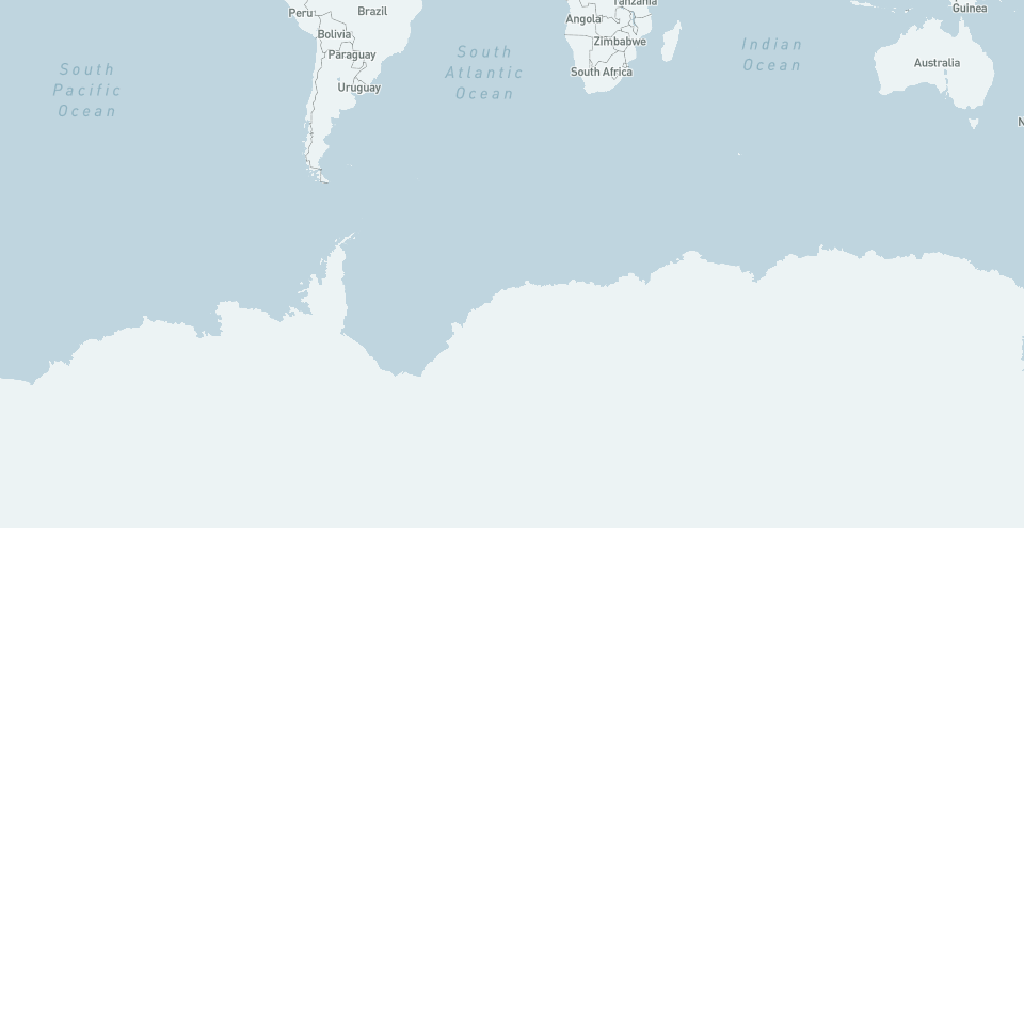 Tanzania
Guinea
Peru
Brazil
Angola
Bolivia
Zimbabwe
South
Atlantic
Ocean
Indian
Ocean
Paraguay
Australia
South
Pacific
Ocean
South Africa
Uruguay